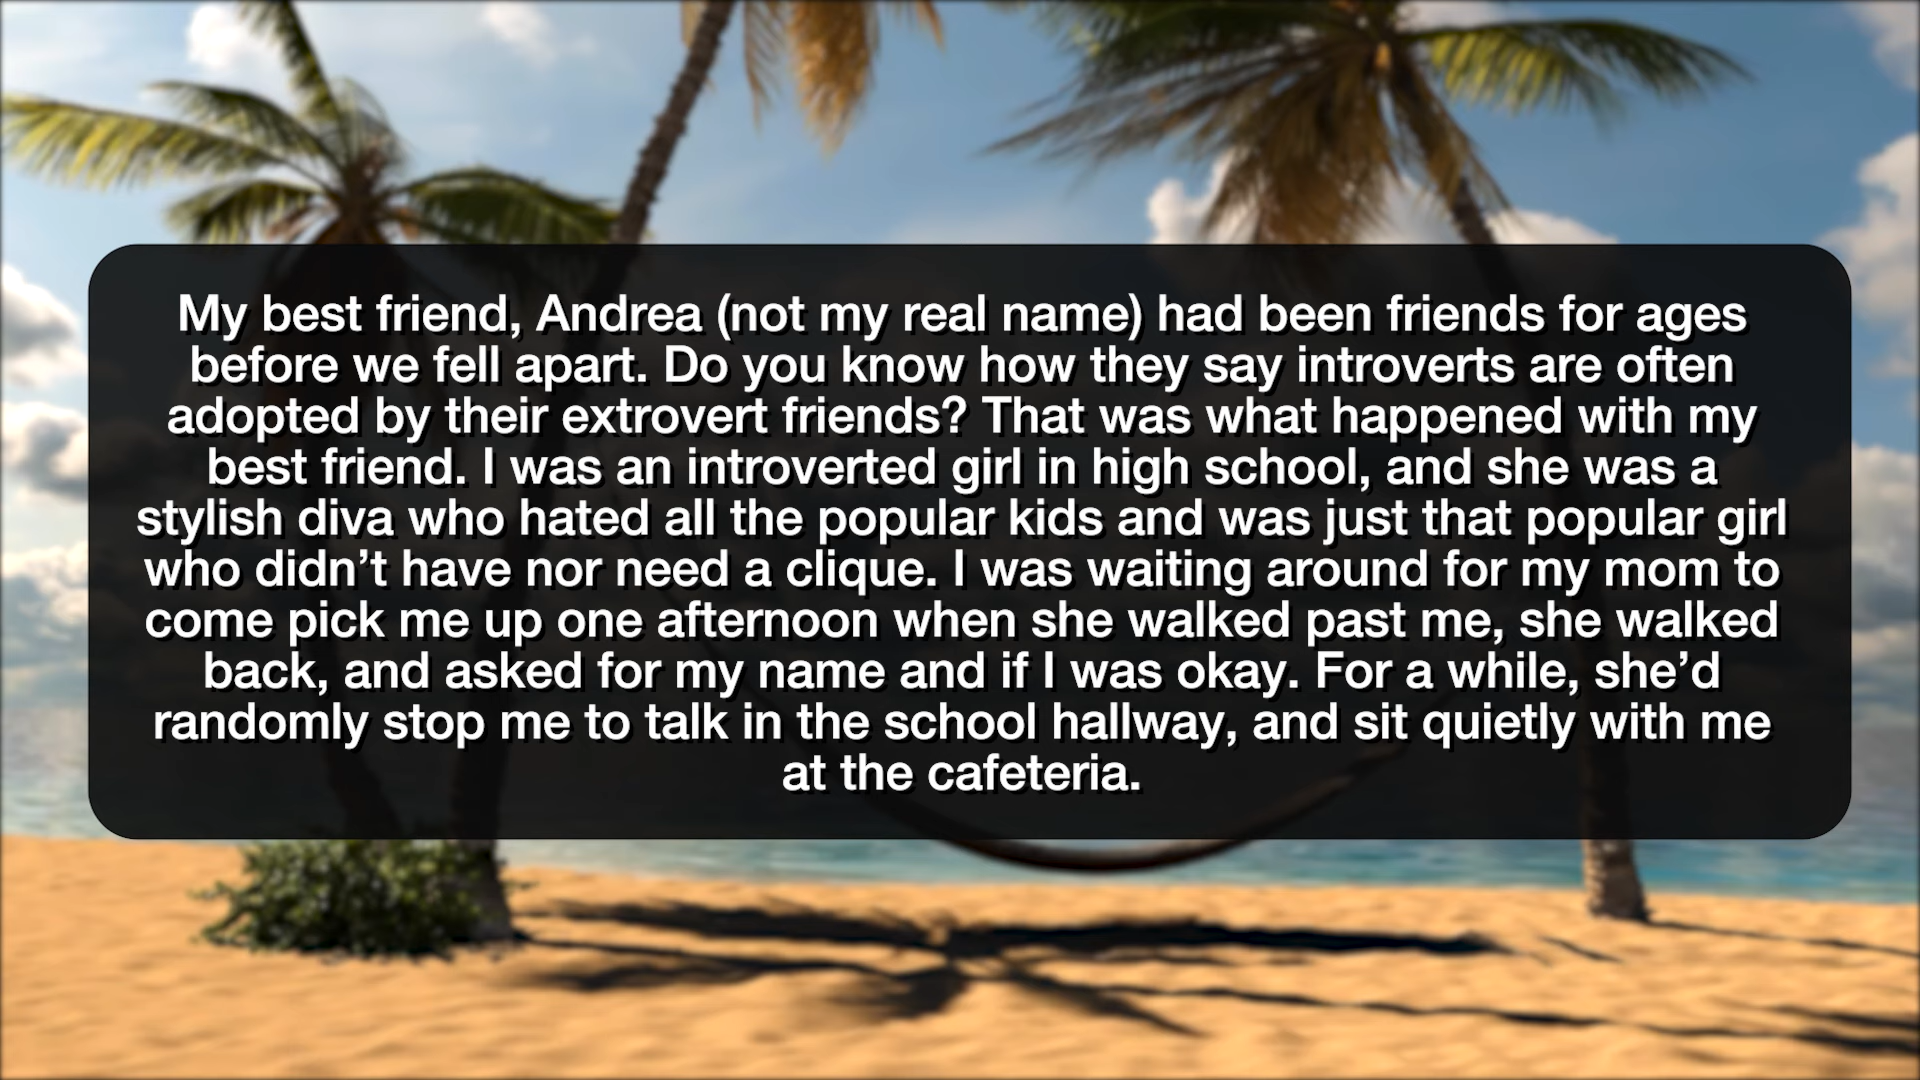 My best friend, Andrea (not my real name) had been friends for ages
before we fell apart. Do you know how they say introverts are often
adopted by their extrovert friends? That was what happened with my
best friend. I was an introverted girl in high school, and she was a
stylish diva who hated all the popular kids and was just that popular girl
who didn’t have nor need a clique. I was waiting around for my mom to
come pick me up one afternoon when she walked past me, she walked
back, and asked for my name and if I was okay. For a while, she’d
randomly stop me to talk in the school hallway, and sit quietly with me
at the cafeteria.